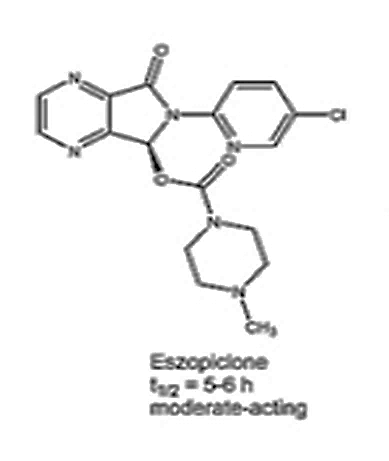 O
N
N
Cl
N
N
O
O
N
N
CH₃
Eszopiclone
t₁/₂ = 5-6 h
moderate-acting